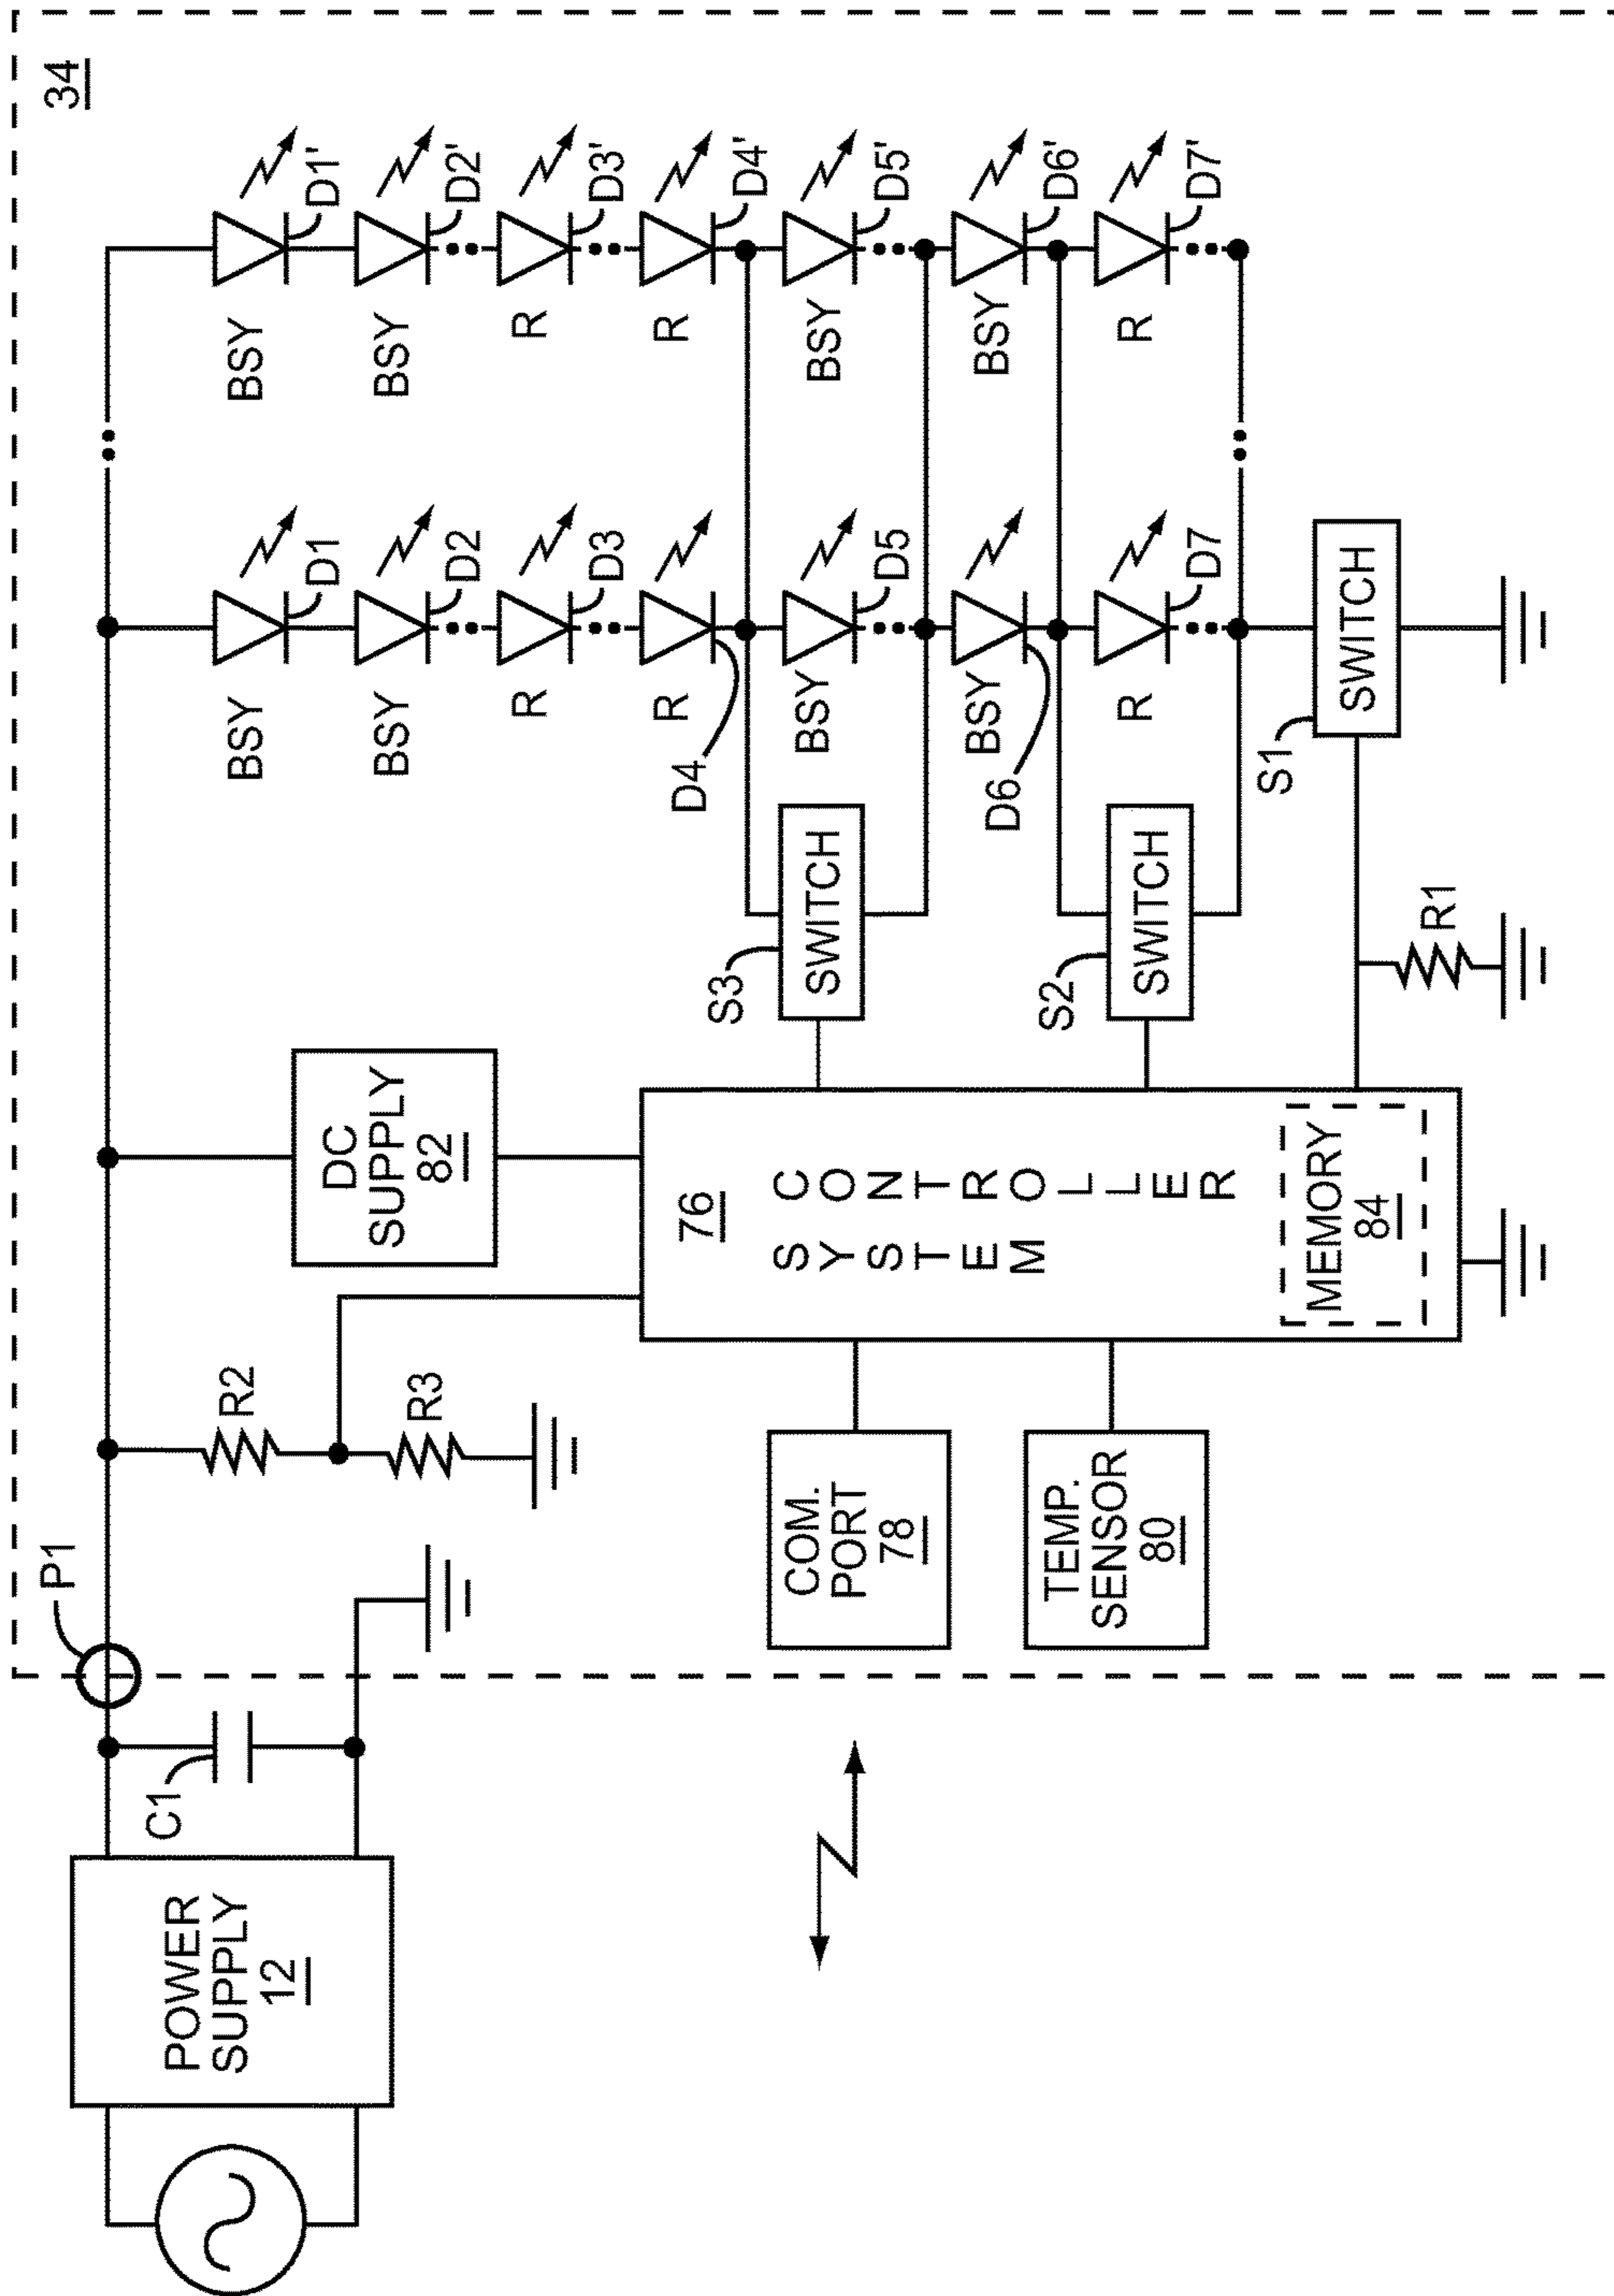 34
P1
C1
POWER
SUPPLY
12
R2
R3
DC
SUPPLY
82
76
SYSTEM
CONTROLLER
MEMORY
84
COM.
PORT
78
TEMP.
SENSOR
80
S3
SWITCH
S2
SWITCH
R1
S1
SWITCH
BSY
D1
BSY
D2
R
D3
R
D4
BSY
D5
BSY
D6
R
D7
BSY
D1'
BSY
D2'
R
D3'
R
D4'
BSY
D5'
BSY
D6'
R
D7'